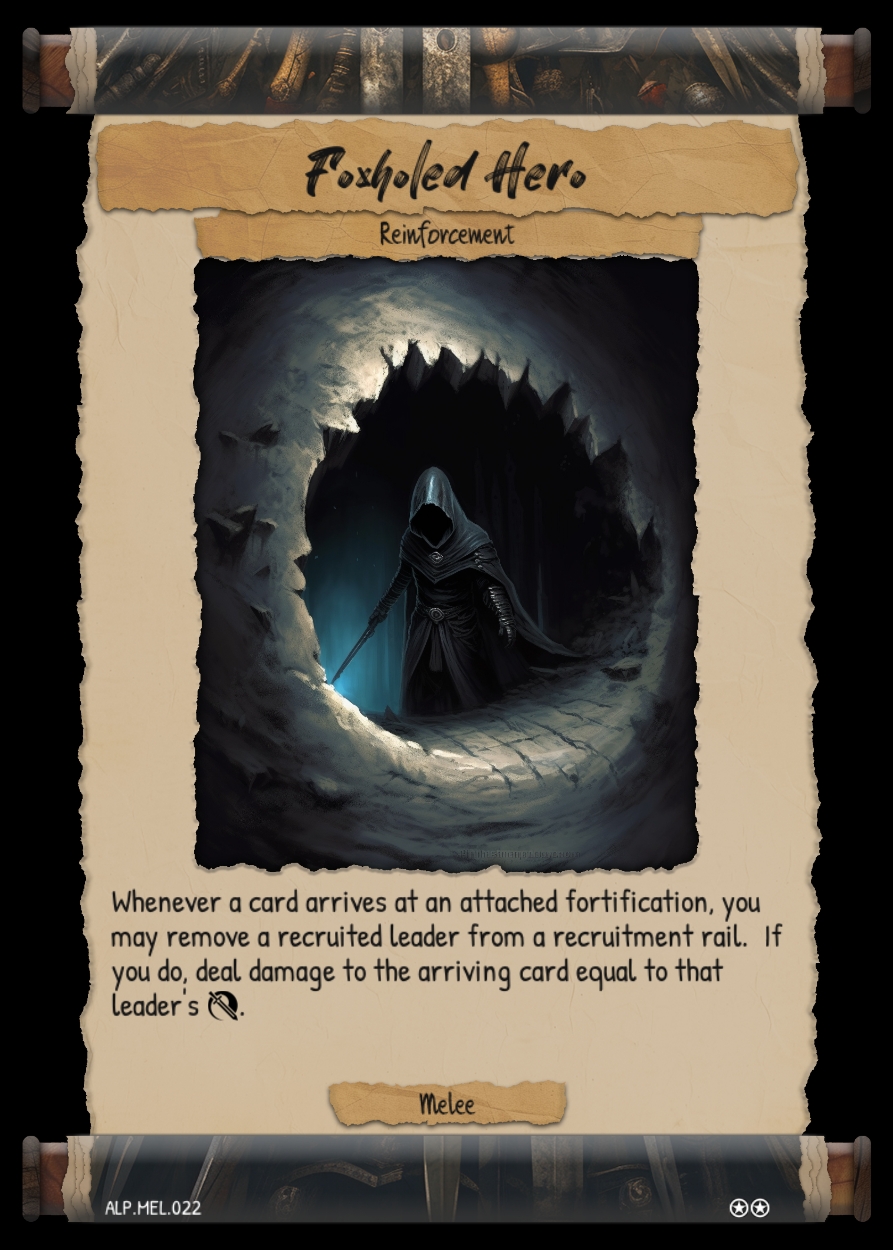 Foxholed Hero
Reinforcement
Whenever a card arrives at an attached fortification, you
may remove a recruited leader from a recruitment rail. If
you do, deal damage to the arriving card equal to that
leader's .
Melee
ALP.MEL.022